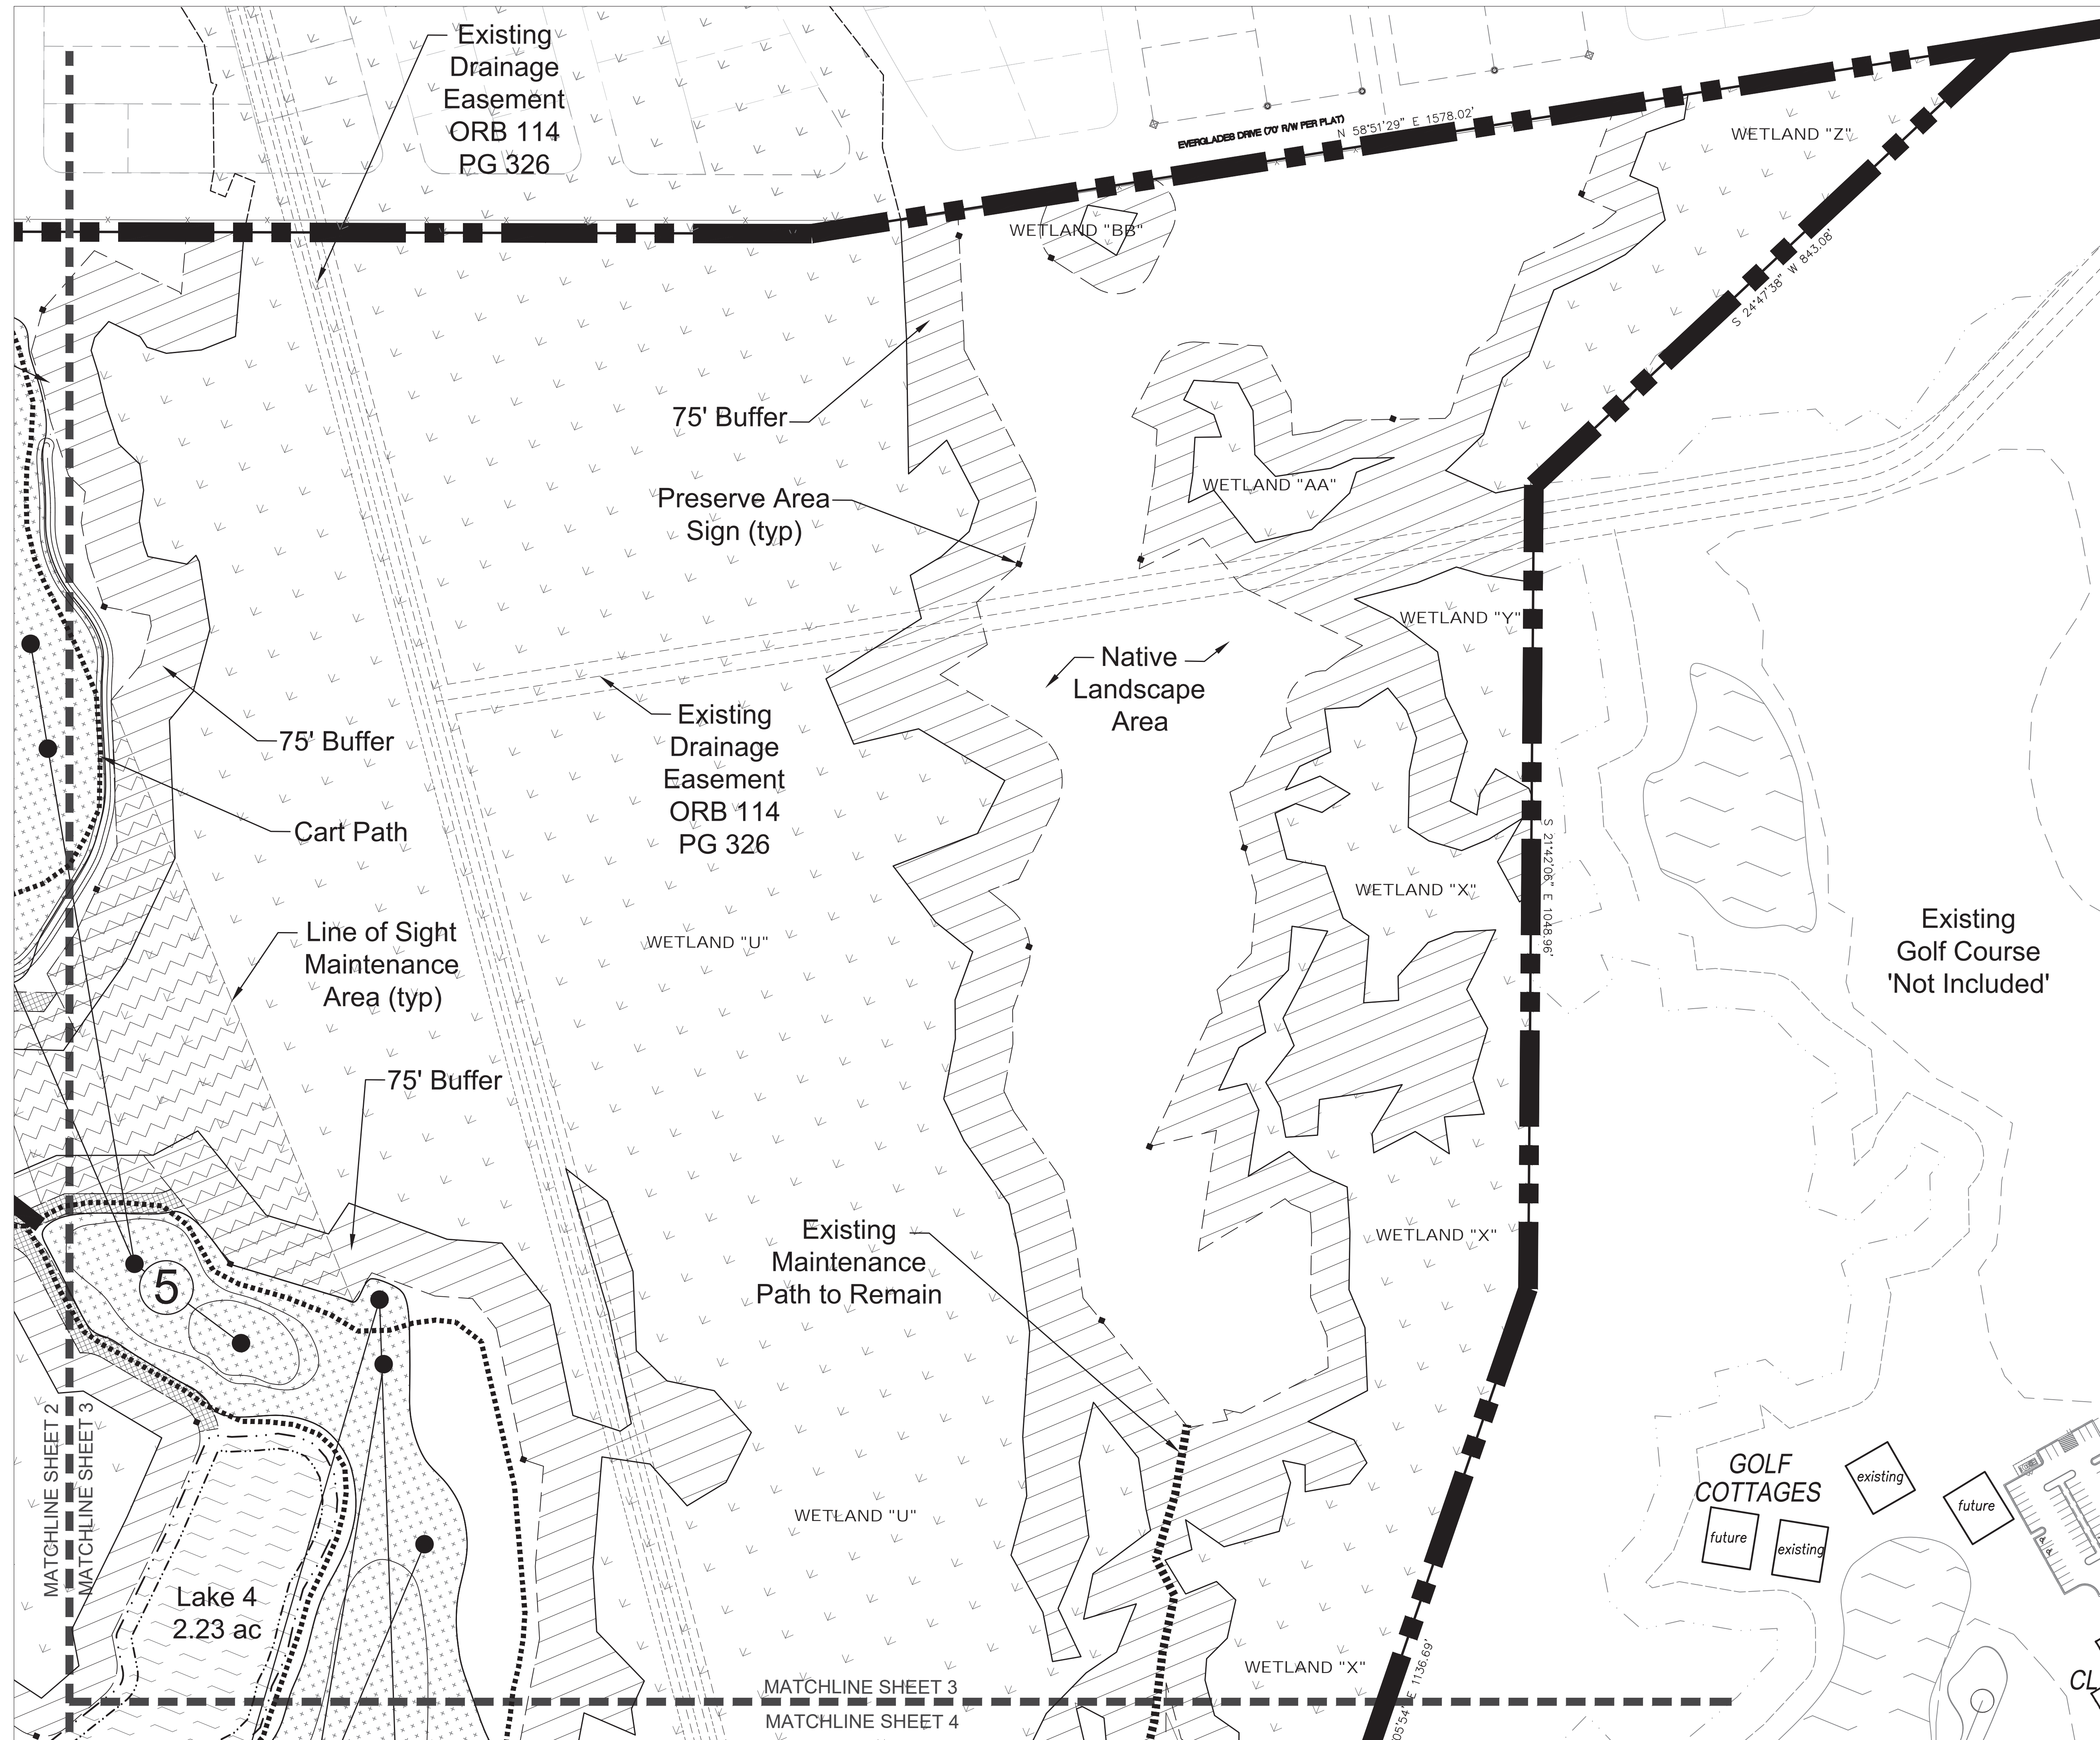 Existing
Drainage
Easement
ORB 114
PG 326
EVERGLADES DRIVE (70' R/W PER PLAT)
N 58°51'29" E 1578.02'
WETLAND "Z"
WETLAND "BB"
S 24°47'38" W 843.08'
75' Buffer
Preserve Area
Sign (typ)
WETLAND "AA"
WETLAND "Y"
Native
Landscape
Area
Existing
Drainage
Easement
ORB 114
PG 326
75' Buffer
Cart Path
S 21°42'06" E 1048.96'
WETLAND "X"
Line of Sight
Maintenance
Area (typ)
WETLAND "U"
Existing
Golf Course
'Not Included'
75' Buffer
Existing
Maintenance
Path to Remain
WETLAND "X"
5
MATCHLINE SHEET 2
MATCHLINE SHEET 3
GOLF
COTTAGES
existing
future
future
existing
WETLAND "U"
Lake 4
2.23 ac
WETLAND "X"
05'54" E 1136.69'
CL
MATCHLINE SHEET 3
MATCHLINE SHEET 4